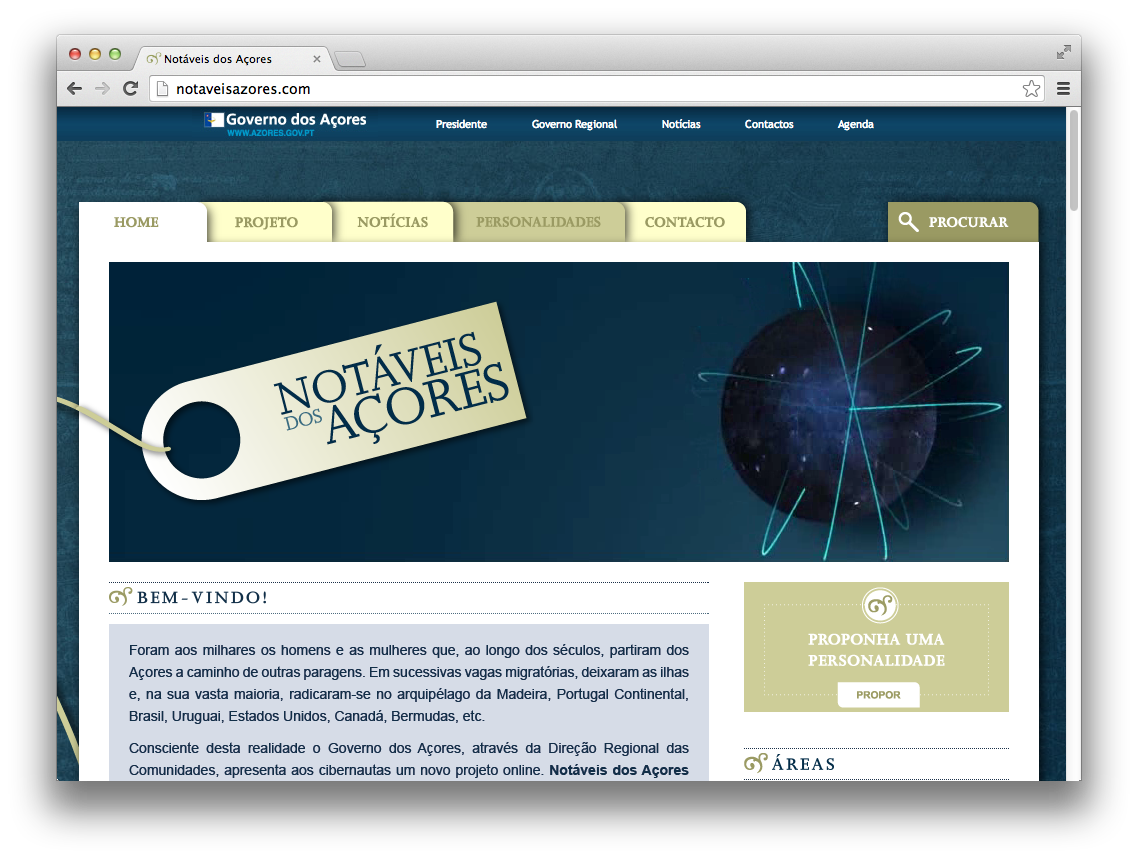 Notáveis dos Açores
notaveisazores.com
Governo dos Açores
WWW.AZORES.GOV.PT
Presidente Governo Regional Notícias Contactos Agenda
HOME PROJETO NOTÍCIAS PERSONALIDADES CONTACTO PROCURAR
NOTÁVEIS
DOS AÇORES
BEM-VINDO!
Foram aos milhares os homens e as mulheres que, ao longo dos séculos, partiram dos
Açores a caminho de outras paragens. Em sucessivas vagas migratórias, deixaram as ilhas
e, na sua vasta maioria, radicaram-se no arquipélago da Madeira, Portugal Continental,
Brasil, Uruguai, Estados Unidos, Canadá, Bermudas, etc.
Consciente desta realidade o Governo dos Açores, através da Direção Regional das
Comunidades, apresenta aos cibernautas um novo projeto online. Notáveis dos Açores
PROPONHA UMA
PERSONALIDADE
PROPOR
ÁREAS